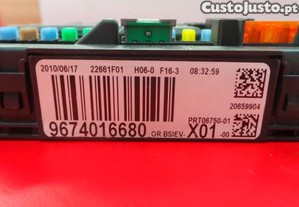 CustoJusto.pt
2010/06/17 22661F01 H06-0 F16-3 08:32:59
20659904
PRT06750-01
9674016680 OR BSIEV- X01 -00